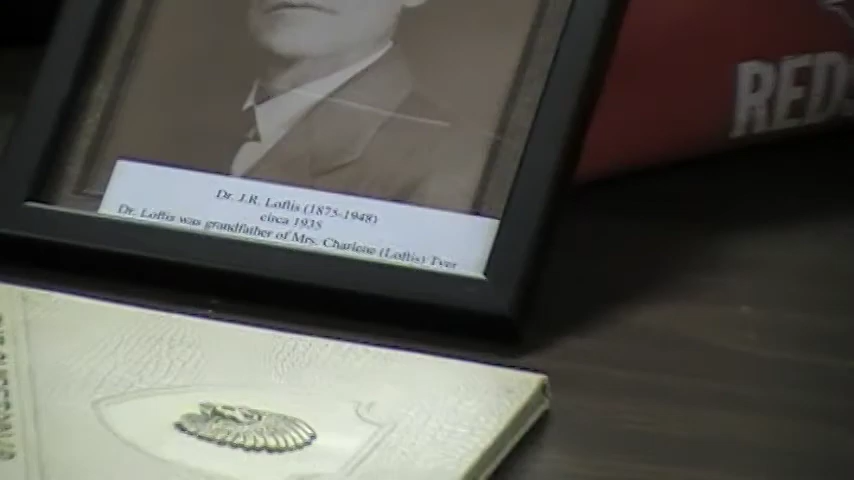 Dr. J.R. Loftis (1875-1948)
circa 1935
Dr. Loftis was grandfather of Mrs. Charlene (Loftis) Tyer
REDS